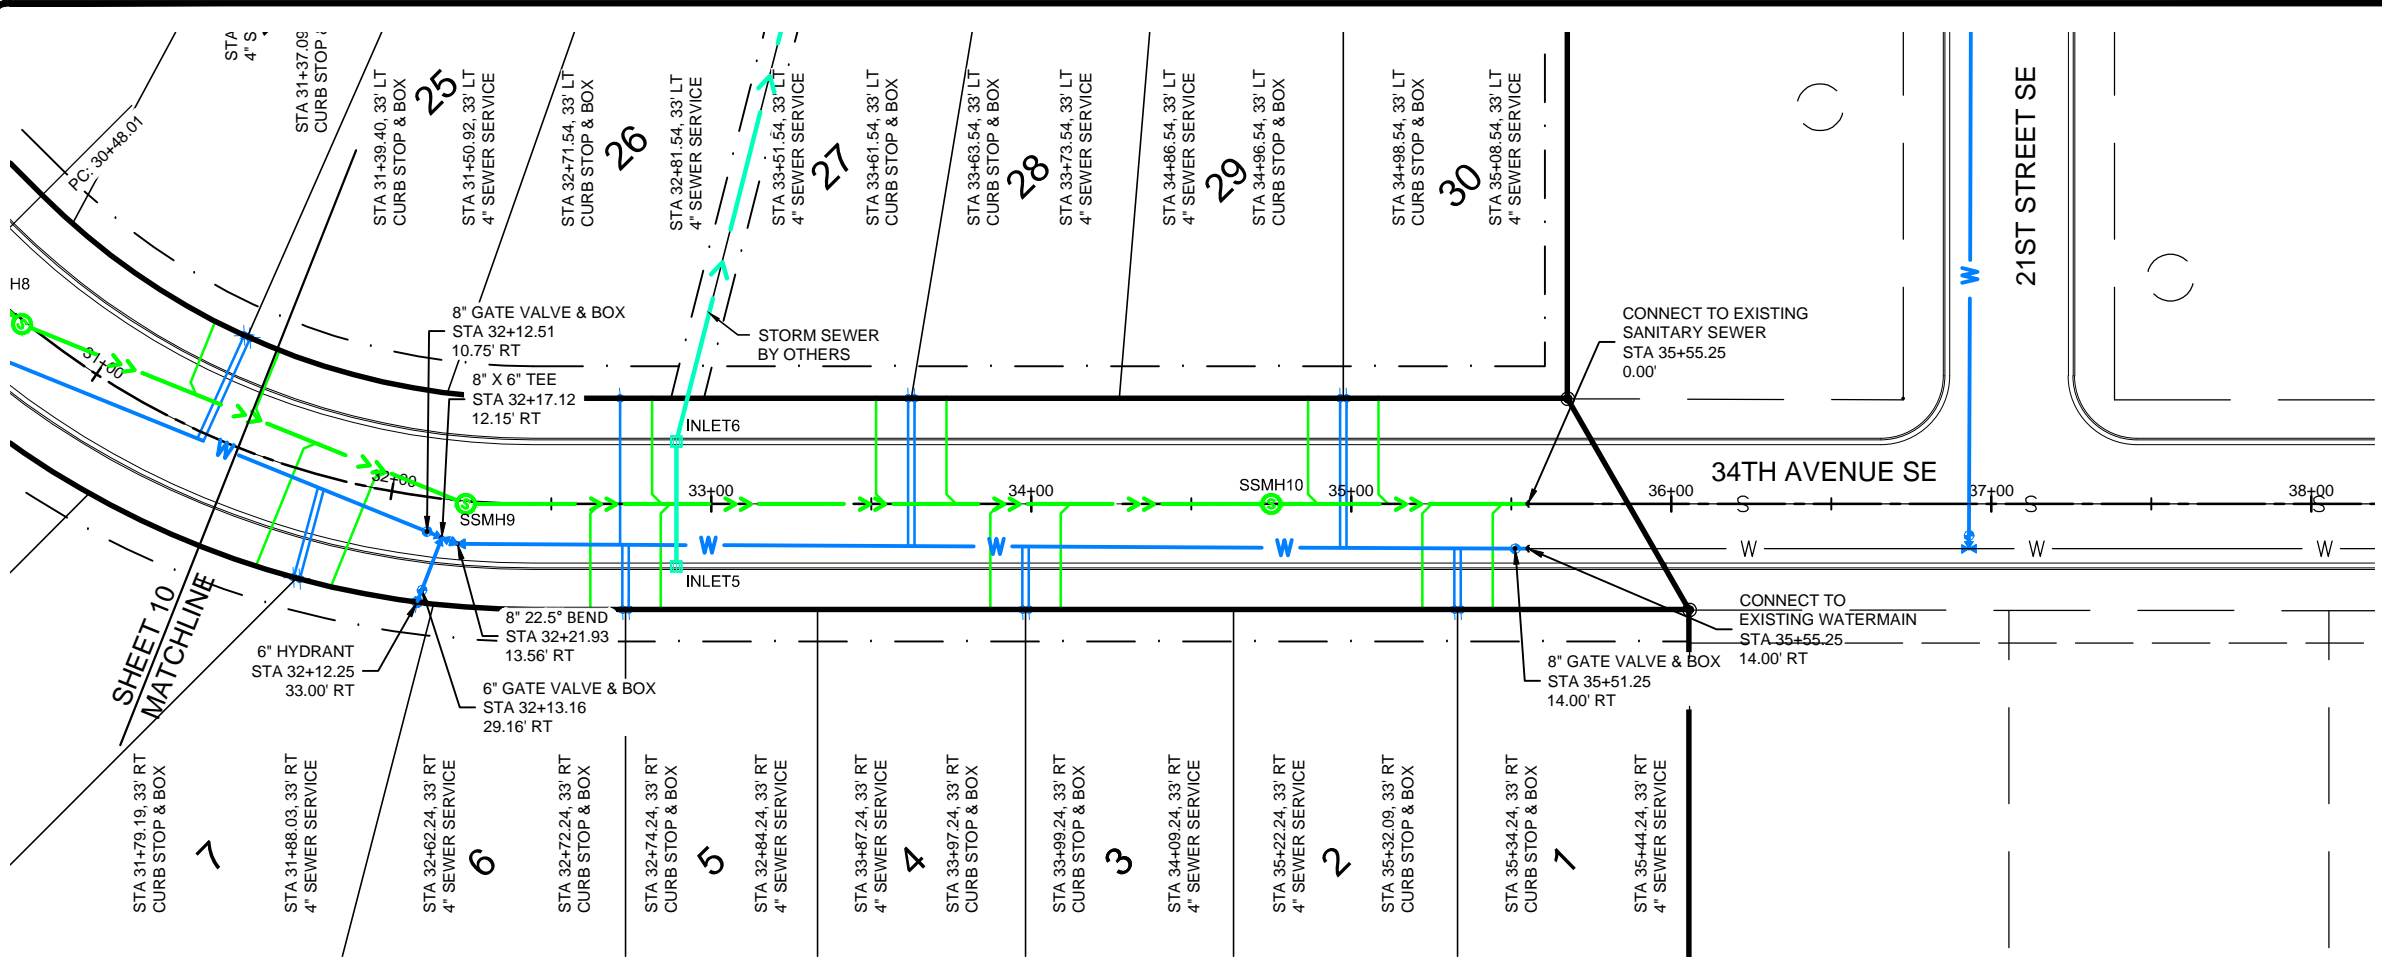 STA
4" S
STA 31+37.09
CURB STOP &
STA 31+39.40, 33' LT
CURB STOP & BOX
25
STA 31+50.92, 33' LT
4" SEWER SERVICE
STA 32+71.54, 33' LT
CURB STOP & BOX
26
STA 32+81.54, 33' LT
4" SEWER SERVICE
STA 33+51.54, 33' LT
4" SEWER SERVICE
27
STA 33+61.54, 33' LT
CURB STOP & BOX
STA 33+63.54, 33' LT
CURB STOP & BOX
28
STA 33+73.54, 33' LT
4" SEWER SERVICE
STA 34+86.54, 33' LT
4" SEWER SERVICE
29
STA 34+96.54, 33' LT
CURB STOP & BOX
STA 34+98.54, 33' LT
CURB STOP & BOX
30
STA 35+08.54, 33' LT
4" SEWER SERVICE
21ST STREET SE
W
PC: 30+48.01
H8
S
31+00
8" GATE VALVE & BOX
STA 32+12.51
10.75' RT
8" X 6" TEE
STA 32+17.12
12.15' RT
STORM SEWER
BY OTHERS
CONNECT TO EXISTING
SANITARY SEWER
STA 35+55.25
0.00'
INLET6
W
32+00
S
SSMH9
33+00
34+00
SSMH10
S
35+00
34TH AVENUE SE
36+00
S
37+00
S
38+00
S
W
W
W
W
W
W
INLET5
SHEET 10
MATCHLINE
8" 22.5° BEND
STA 32+21.93
13.56' RT
6" HYDRANT
STA 32+12.25
33.00' RT
6" GATE VALVE & BOX
STA 32+13.16
29.16' RT
CONNECT TO
EXISTING WATERMAIN
STA 35+55.25
14.00' RT
8" GATE VALVE & BOX
STA 35+51.25
14.00' RT
STA 31+79.19, 33' RT
CURB STOP & BOX
7
STA 31+88.03, 33' RT
4" SEWER SERVICE
STA 32+62.24, 33' RT
4" SEWER SERVICE
6
STA 32+72.24, 33' RT
CURB STOP & BOX
STA 32+74.24, 33' RT
CURB STOP & BOX
5
STA 32+84.24, 33' RT
4" SEWER SERVICE
STA 33+87.24, 33' RT
4" SEWER SERVICE
4
STA 33+97.24, 33' RT
CURB STOP & BOX
STA 33+99.24, 33' RT
CURB STOP & BOX
3
STA 34+09.24, 33' RT
4" SEWER SERVICE
STA 35+22.24, 33' RT
4" SEWER SERVICE
2
STA 35+32.09, 33' RT
CURB STOP & BOX
STA 35+34.24, 33' RT
CURB STOP & BOX
1
STA 35+44.24, 33' RT
4" SEWER SERVICE